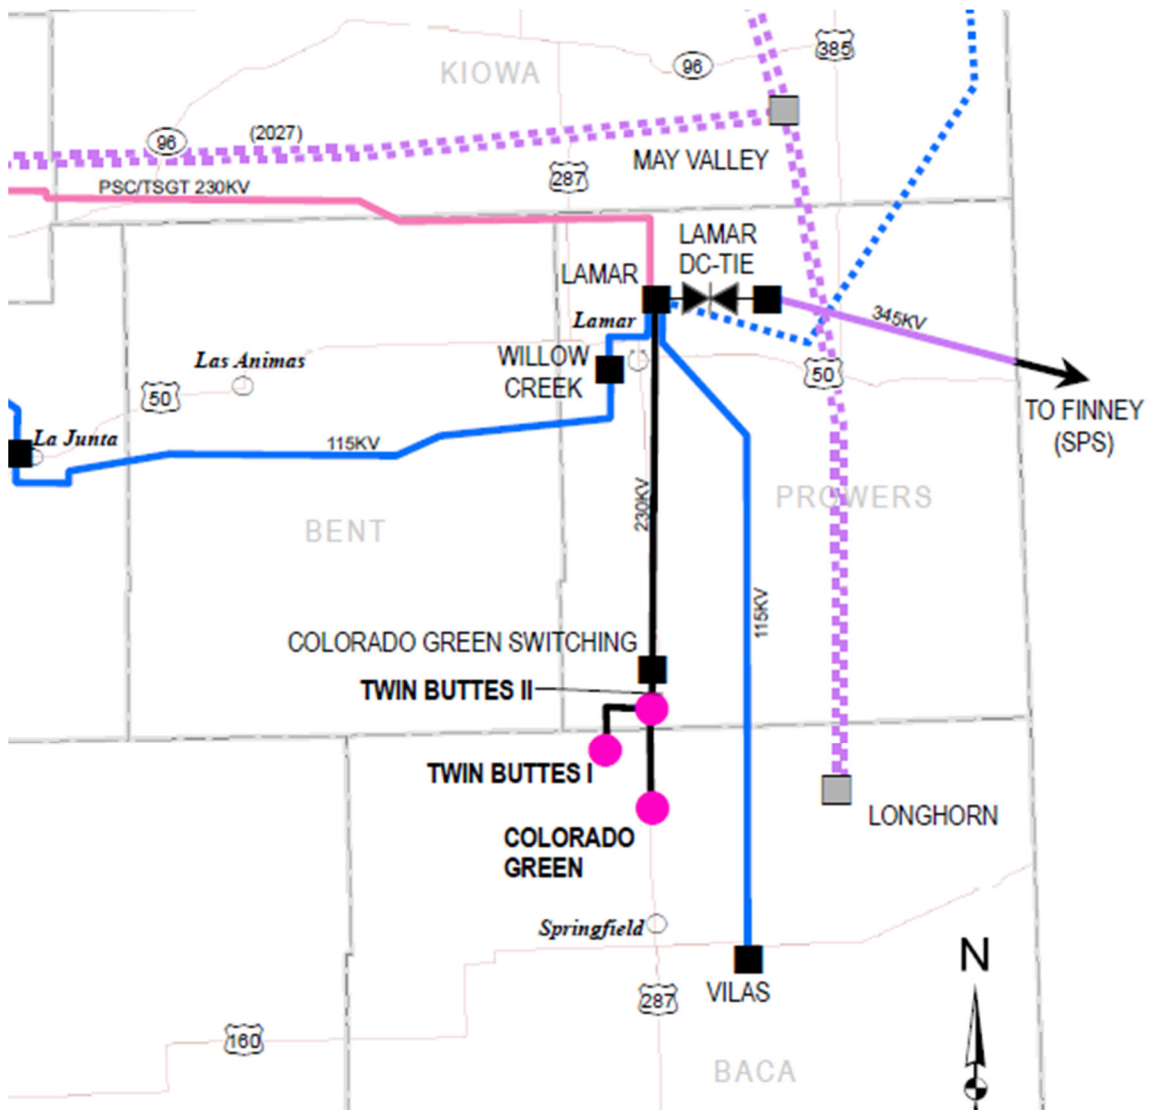 385
KIOWA
96
(2027)
96
MAY VALLEY
287
PSC/TSGT 230KV
LAMAR
DC-TIE
LAMAR
Lamar
345KV
WILLOW
CREEK
Las Animas
50
50
TO FINNEY
(SPS)
La Junta
115KV
230KV
PROWERS
BENT
115KV
COLORADO GREEN SWITCHING
TWIN BUTTES II
TWIN BUTTES I
LONGHORN
COLORADO
GREEN
Springfield
N
VILAS
287
160
BACA